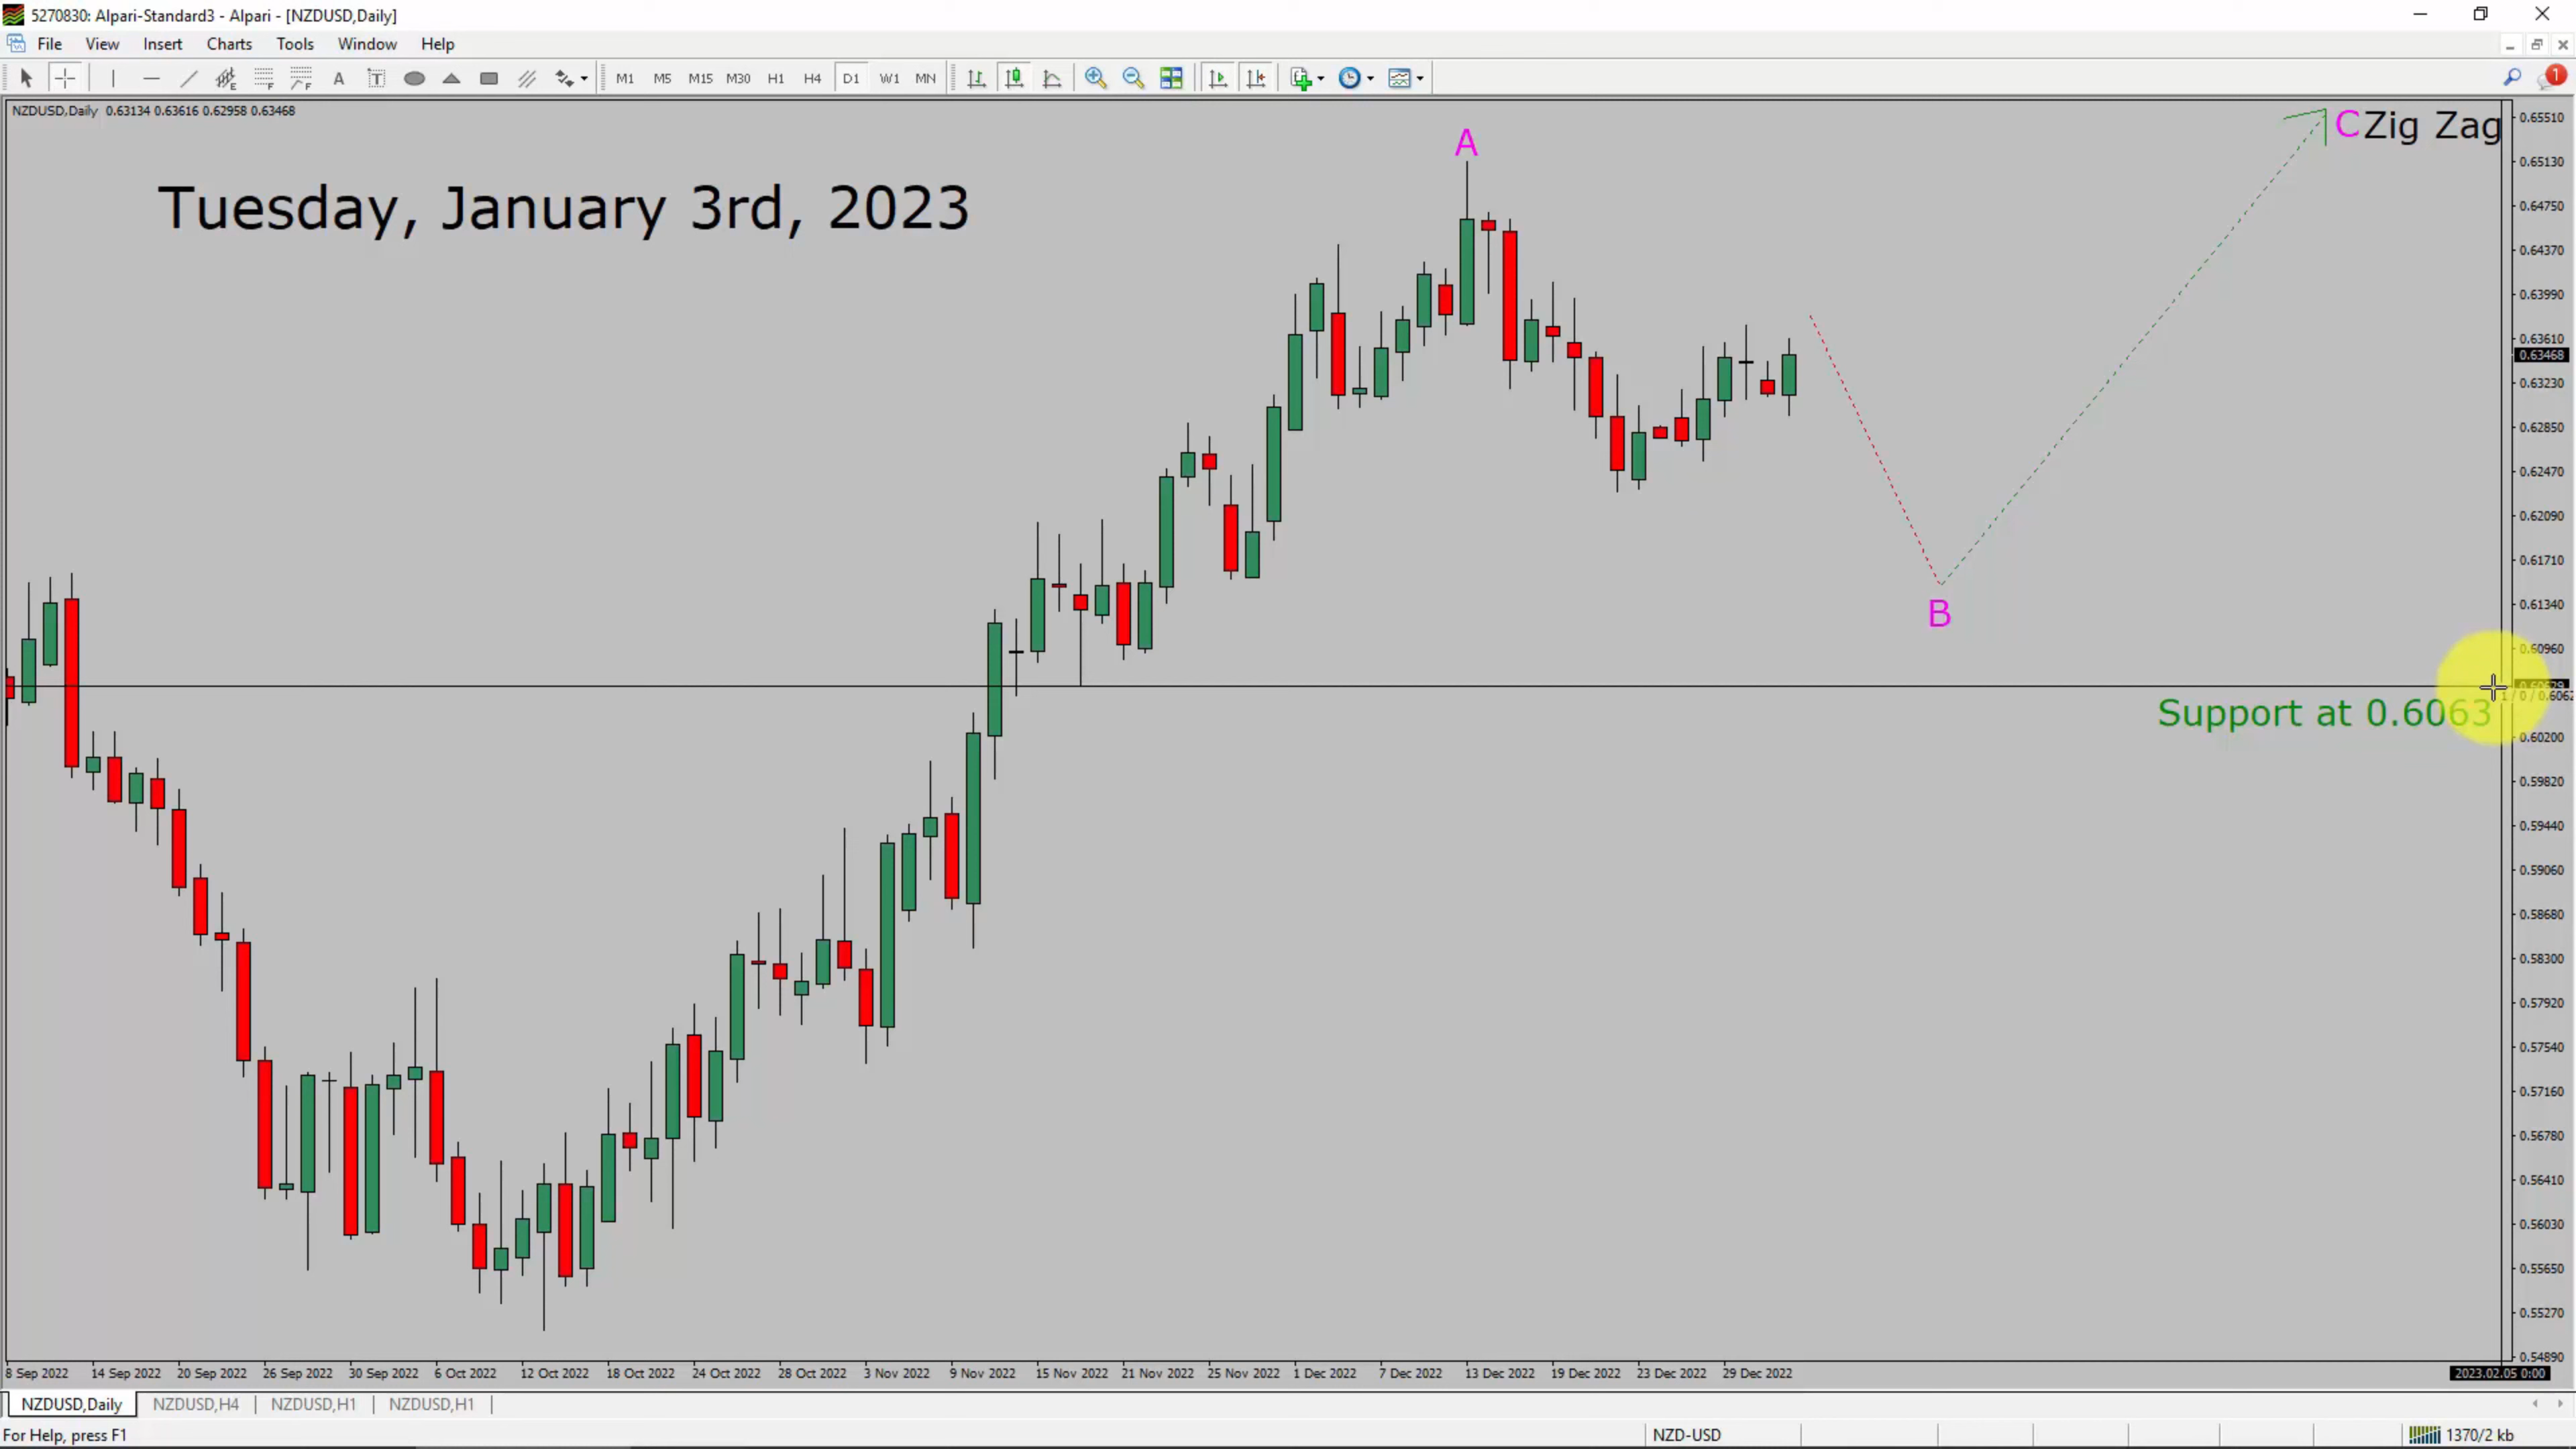 5270830: Alpari-Standard3 - Alpari - [NZDUSD,Daily]
File View Insert Charts Tools Window Help
A T M1 M5 M15 M30 H1 H4 D1 W1 MN 1
NZDUSD,Daily 0.63134 0.63616 0.62958 0.63468
Tuesday, January 3rd, 2023
A
C Zig Zag
B
Support at 0.6063
0.65510
0.65130
0.64750
0.64370
0.63990
0.63610
0.63468
0.63230
0.62850
0.62470
0.62090
0.61710
0.61340
0.60960
0.60200
0.59820
0.59440
0.59060
0.58680
0.58300
0.57920
0.57540
0.57160
0.56780
0.56410
0.56030
0.55650
0.55270
0.54890
8 Sep 2022 14 Sep 2022 20 Sep 2022 26 Sep 2022 30 Sep 2022 6 Oct 2022 12 Oct 2022 18 Oct 2022 24 Oct 2022 28 Oct 2022 3 Nov 2022 9 Nov 2022 15 Nov 2022 21 Nov 2022 25 Nov 2022 1 Dec 2022 7 Dec 2022 13 Dec 2022 19 Dec 2022 23 Dec 2022 29 Dec 2022 2023.02.05 0:00
NZDUSD,Daily NZDUSD,H4 NZDUSD,H1 NZDUSD,H1
For Help, press F1 NZD-USD 1370/2 kb